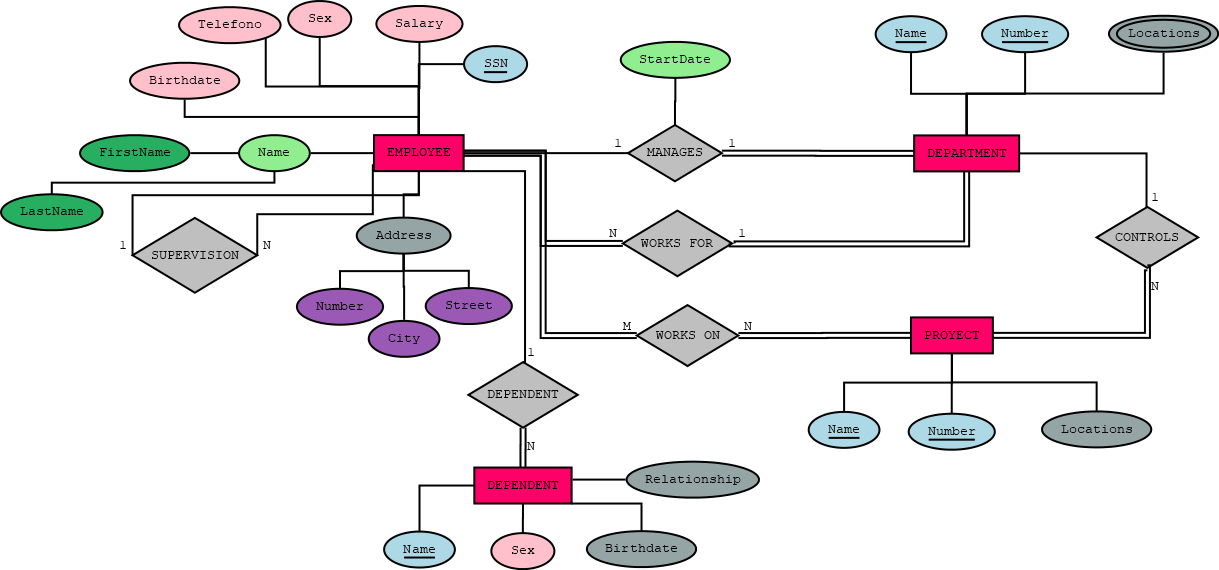 Telefono
Sex
Salary
Name
Number
Locations
Birthdate
SSN
StartDate
FirstName
Name
EMPLOYEE
1
MANAGES
1
DEPARTMENT
LastName
1
SUPERVISION
N
Address
N
WORKS FOR
1
1
CONTROLS
N
Number
City
Street
M
WORKS ON
N
PROYECT
1
DEPENDENT
N
Name
Number
Locations
DEPENDENT
Relationship
Name
Sex
Birthdate